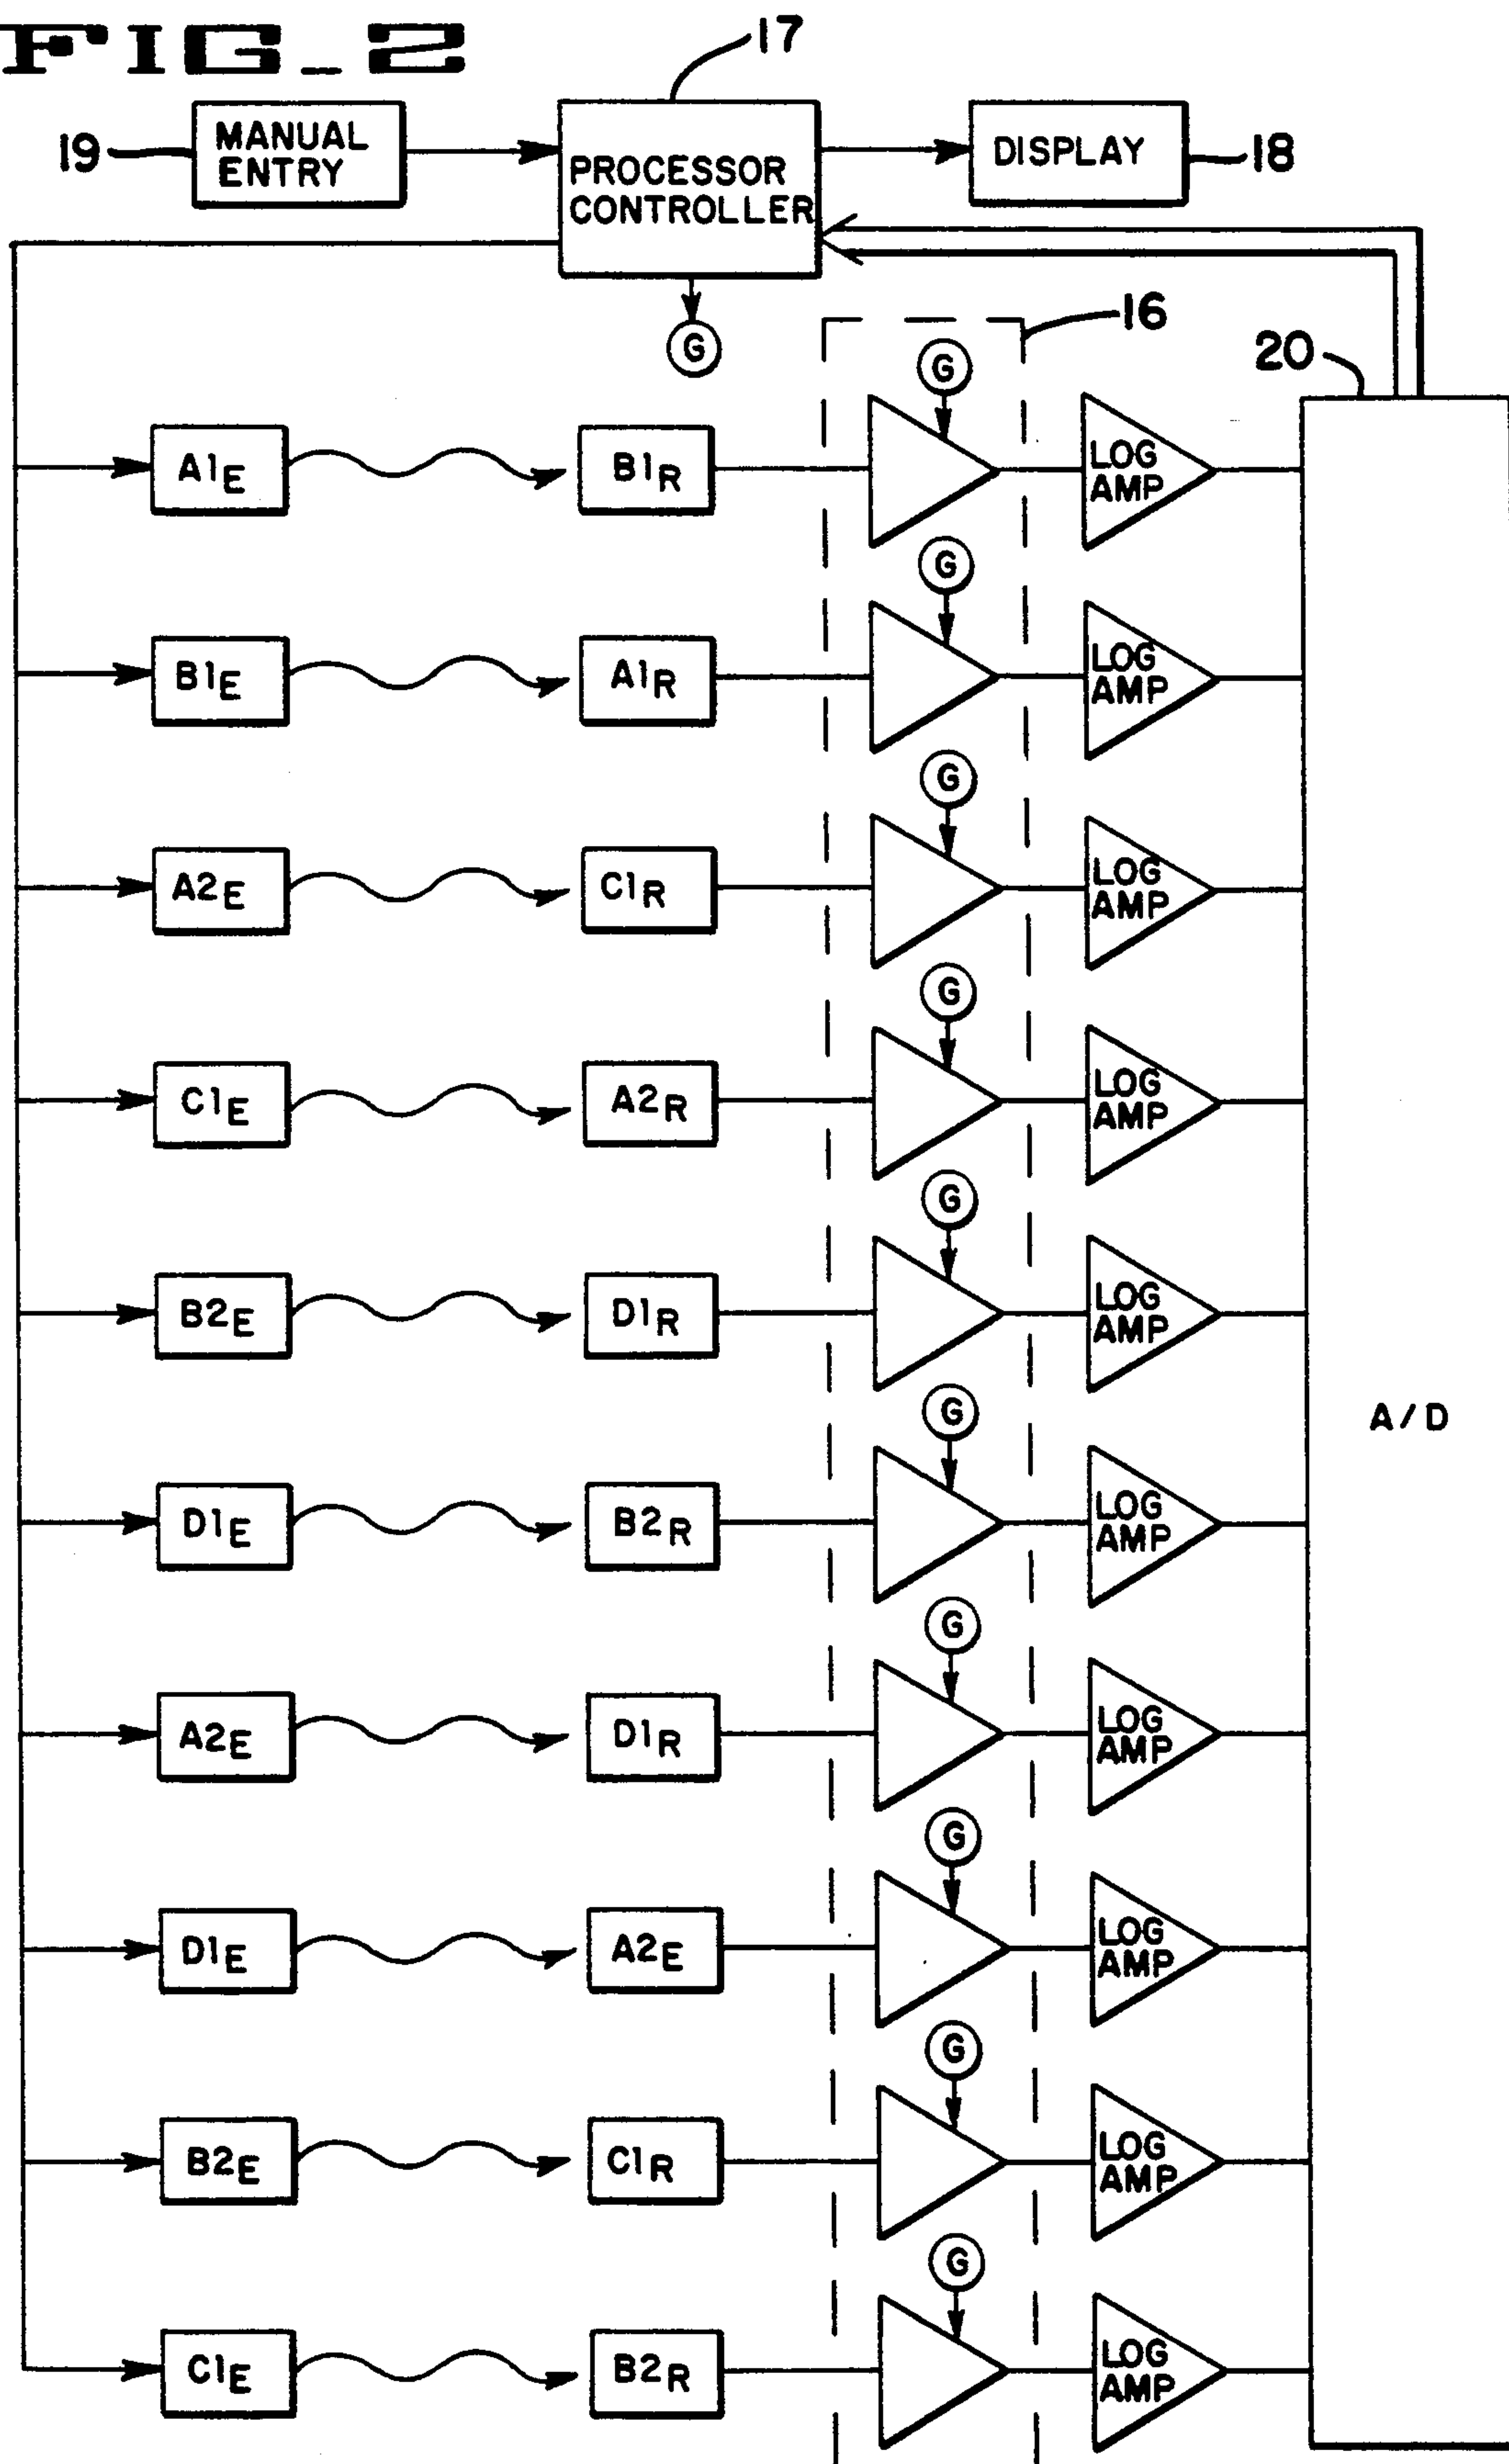 FIG_2
17
19
MANUAL
ENTRY
PROCESSOR
CONTROLLER
DISPLAY
18
G
16
20
G
A1E
B1R
LOG
AMP
G
B1E
A1R
LOG
AMP
G
A2E
C1R
LOG
AMP
G
C1E
A2R
LOG
AMP
G
B2E
D1R
LOG
AMP
A/D
G
D1E
B2R
LOG
AMP
G
A2E
D1R
LOG
AMP
G
D1E
A2E
LOG
AMP
G
B2E
C1R
LOG
AMP
G
C1E
B2R
LOG
AMP